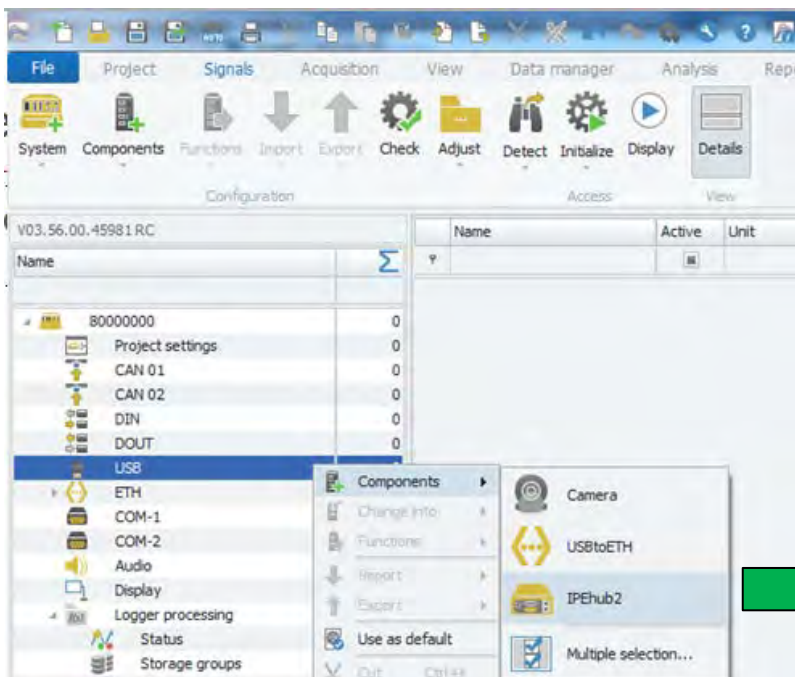 File Project Signals Acquisition View Data manager Analysis Rep
System Components Functions Import Export Check Adjust Detect Initialize Display Details
Configuration Access View
V03.56.00.45981 RC
Name Active Unit
Name Σ
80000000 0
Project settings 0
CAN 01 0
CAN 02 0
DIN 0
DOUT 0
USB
ETH
COM-1
COM-2
Audio
Display
Logger processing
Status
Storage groups
Components
Change into
Functions
Export
Use as default
Cut
Camera
USBtoETH
IPEhub2
Multiple selection...